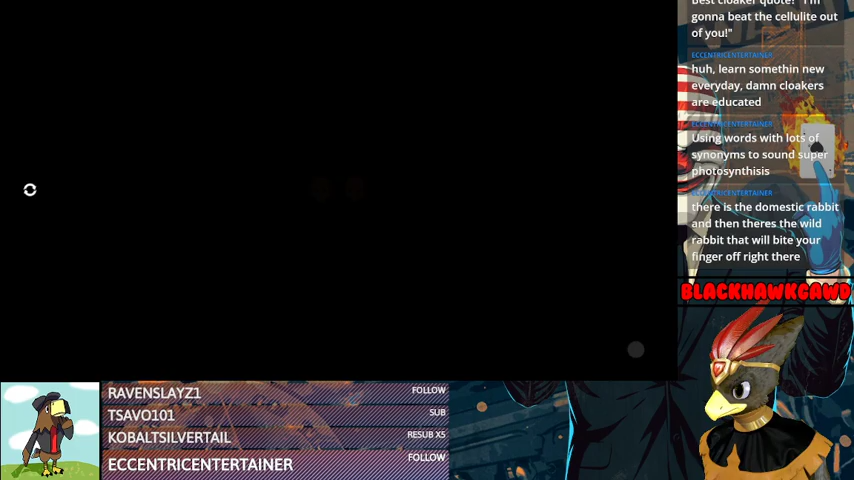 Best cloaker quote? "I'm
gonna beat the cellulite out
of you!"
ECCENTRICENTERTAINER
huh, learn somethin new
everyday, damn cloakers
are educated
ECCENTRICENTERTAINER
Using words with lots of
synonyms to sound super
photosynthisis
ECCENTRICENTERTAINER
there is the domestic rabbit
and then theres the wild
rabbit that will bite your
finger off right there
BLACKHAWKGAWD
RAVENSLAYZ1 FOLLOW
TSAVO101 SUB
KOBALTSILVERTAIL RESUB X5
ECCENTRICENTERTAINER FOLLOW